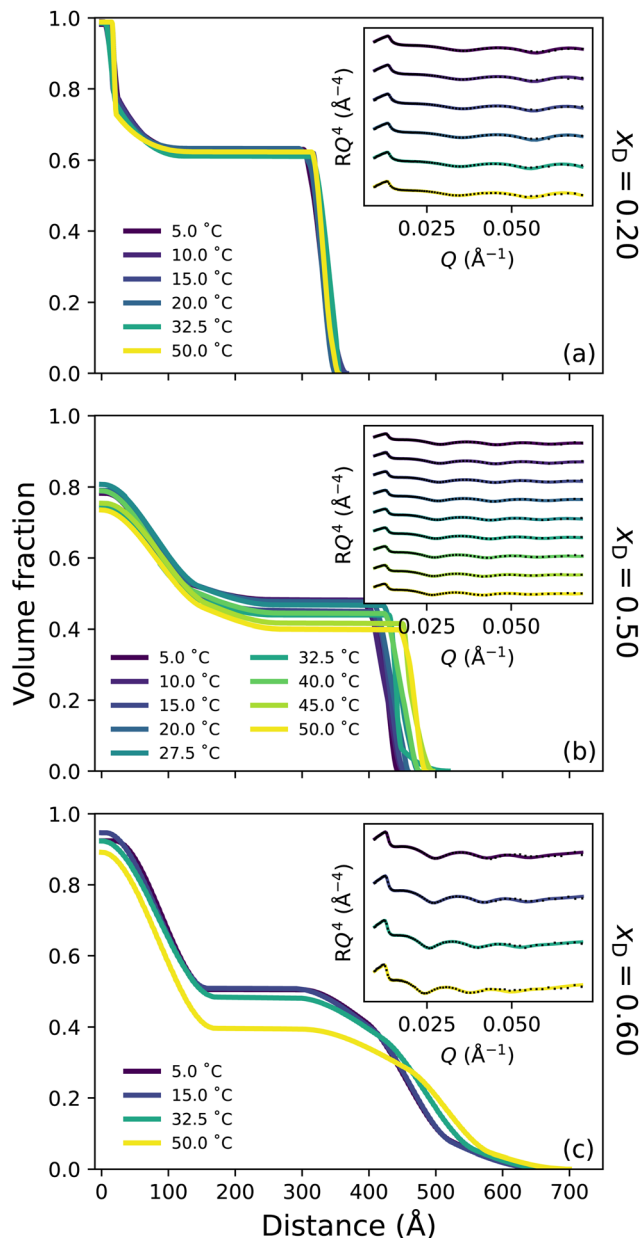 1.0
0.8
0.6
0.4
0.2
0.0
RQ⁴ (Å⁻⁴)
0.025 0.050
Q (Å⁻¹)
5.0 ˚C
10.0 ˚C
15.0 ˚C
20.0 ˚C
32.5 ˚C
50.0 ˚C
(a)
x_D = 0.20
Volume fraction
1.0
0.8
0.6
0.4
0.2
0.0
RQ⁴ (Å⁻⁴)
0.025 0.050
Q (Å⁻¹)
5.0 ˚C
10.0 ˚C
15.0 ˚C
20.0 ˚C
27.5 ˚C
32.5 ˚C
40.0 ˚C
45.0 ˚C
50.0 ˚C
(b)
x_D = 0.50
1.0
0.8
0.6
0.4
0.2
0.0
RQ⁴ (Å⁻⁴)
0.025 0.050
Q (Å⁻¹)
5.0 ˚C
15.0 ˚C
32.5 ˚C
50.0 ˚C
(c)
x_D = 0.60
0 100 200 300 400 500 600 700
Distance (Å)